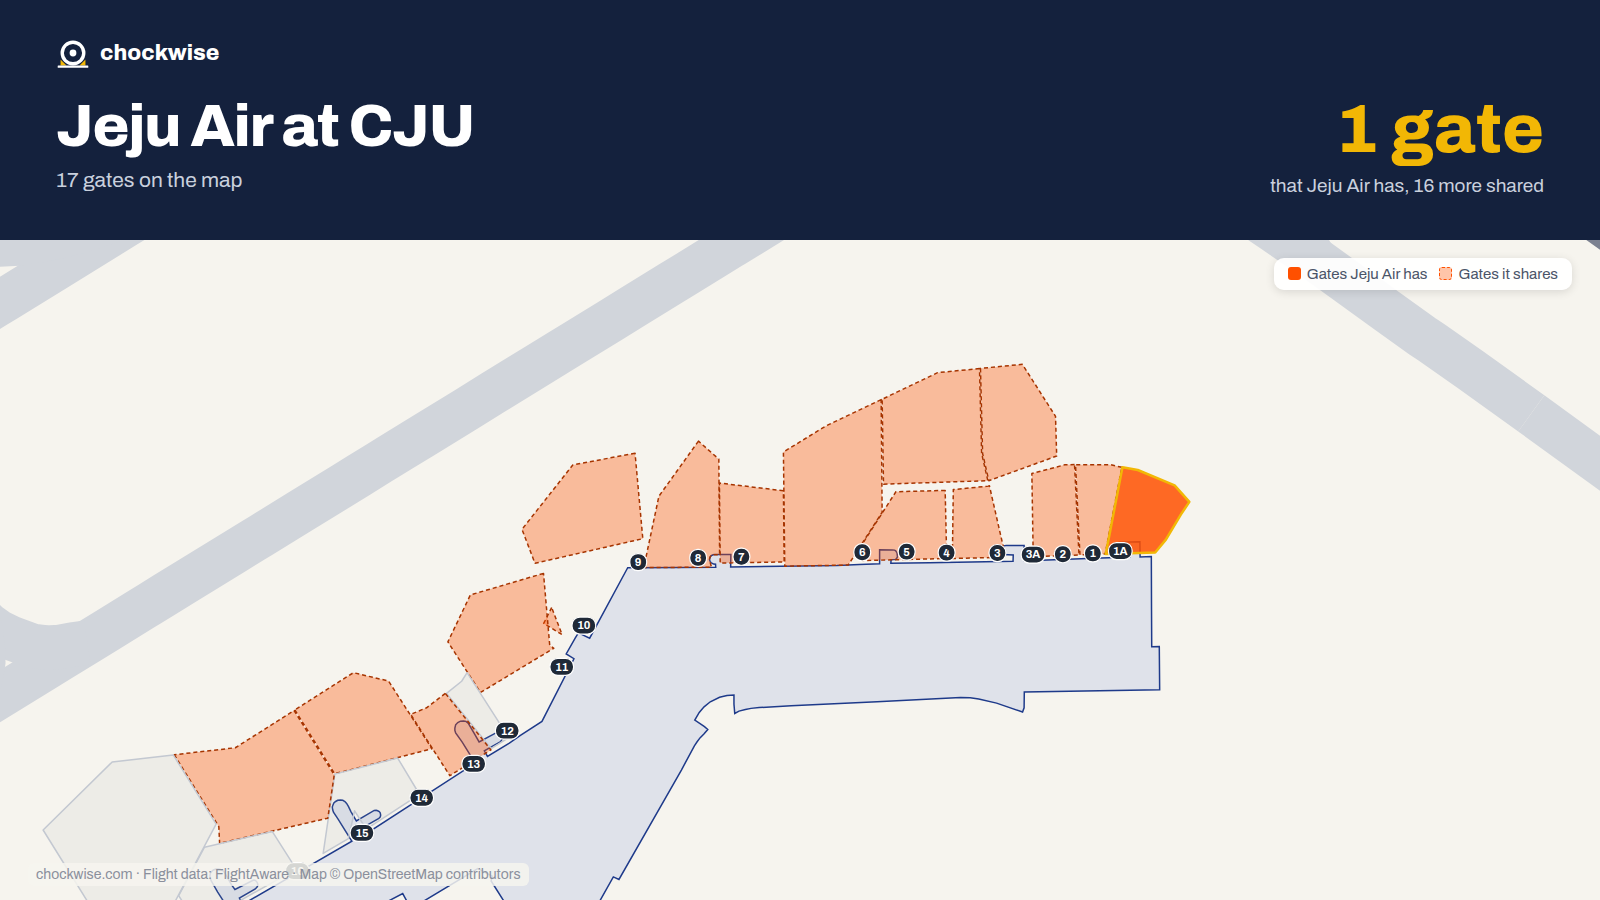 chockwise
Jeju Air at CJU
17 gates on the map
1 gate
that Jeju Air has, 16 more shared
Gates Jeju Air has
Gates it shares
9
8
7
6
5
4
3
3A
2
1
1A
10
11
12
13
14
15
chockwise.com · Flight data: FlightAware · Map © OpenStreetMap contributors